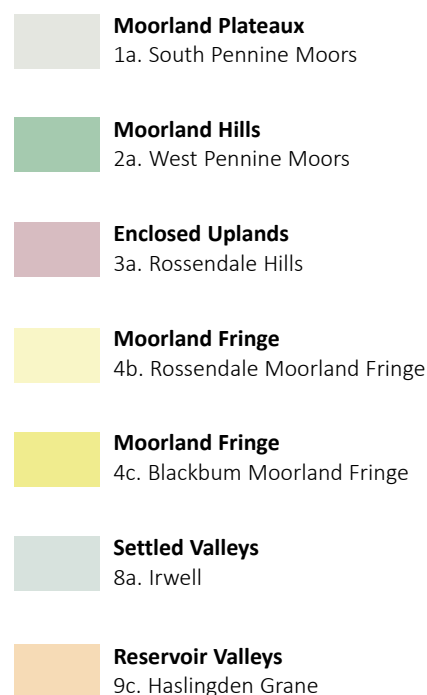 Moorland Plateaux
1a. South Pennine Moors
Moorland Hills
2a. West Pennine Moors
Enclosed Uplands
3a. Rossendale Hills
Moorland Fringe
4b. Rossendale Moorland Fringe
Moorland Fringe
4c. Blackbum Moorland Fringe
Settled Valleys
8a. Irwell
Reservoir Valleys
9c. Haslingden Grane